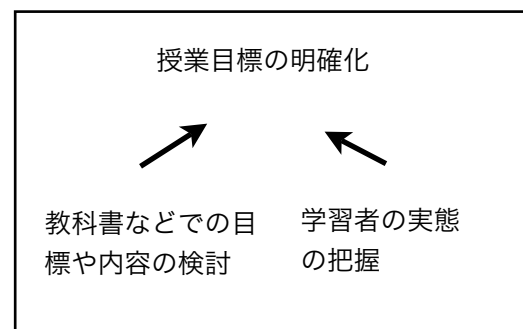 授業目標の明確化
教科書などでの目
標や内容の検討
学習者の実態
の把握